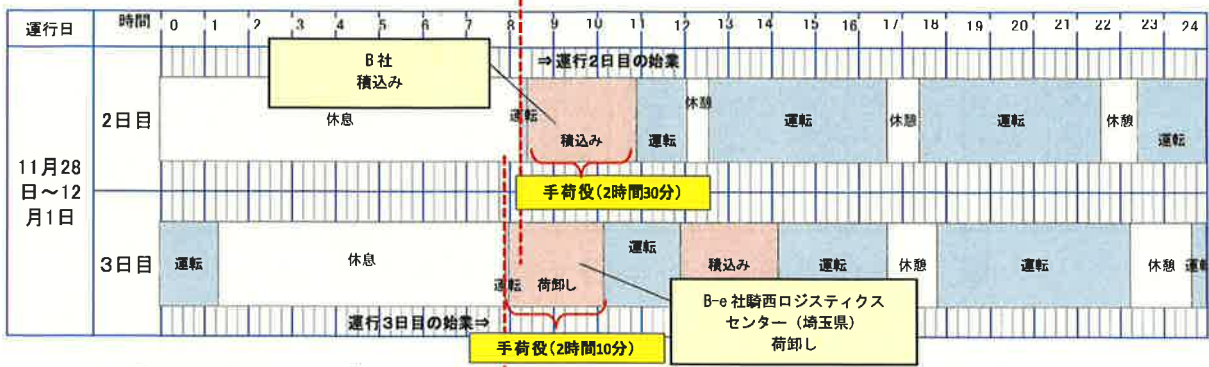 運行日 時間 0 1 2 3 4 5 6 7 8 9 10 11 12 13 14 15 16 17 18 19 20 21 22 23 24
B社
積込み
⇒運行2日目の始業
11月28
日～12
月1日
2日目
休息 運転 積込み 運転 休憩 運転 休憩 運転 休憩 運転
手荷役(2時間30分)
3日目
運転 休息 運転 荷卸し 運転 積込み 運転 休憩 運転 休憩 運転
B-e社騎西ロジスティクス
センター（埼玉県）
荷卸し
運行3日目の始業⇒
手荷役(2時間10分)